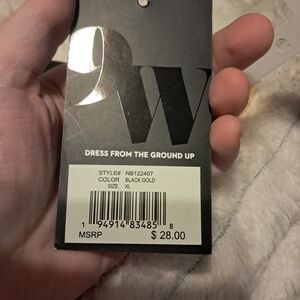 W
DRESS FROM THE GROUND UP
STYLE# NB122407
COLOR BLACK GOLD
SIZE XL
1 94914 83485 8
MSRP $ 28.00